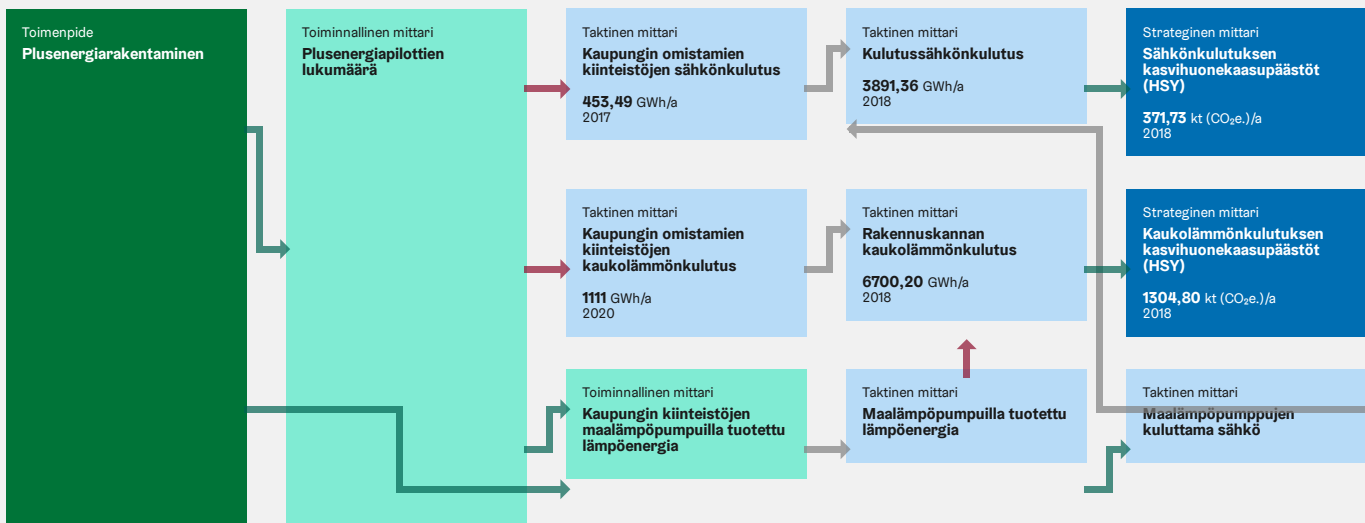 Toimenpide
Plusenergiarakentaminen
Toiminnallinen mittari
Plusenergiapilottien
lukumäärä
Taktinen mittari
Kaupungin omistamien
kiinteistöjen sähkönkulutus
453,49 GWh/a
2017
Taktinen mittari
Kulutussähkönkulutus
3891,36 GWh/a
2018
Strateginen mittari
Sähkönkulutuksen
kasvihuonekaasupäästöt
(HSY)
371,73 kt (CO₂e.)/a
2018
Taktinen mittari
Kaupungin omistamien
kiinteistöjen
kaukolämmönkulutus
1111 GWh/a
2020
Taktinen mittari
Rakennuskannan
kaukolämmönkulutus
6700,20 GWh/a
2018
Strateginen mittari
Kaukolämmönkulutuksen
kasvihuonekaasupäästöt
(HSY)
1304,80 kt (CO₂e.)/a
2018
Toiminnallinen mittari
Kaupungin kiinteistöjen
maalämpöpumpuilla tuotettu
lämpöenergia
Taktinen mittari
Maalämpöpumpuilla tuotettu
lämpöenergia
Taktinen mittari
Maalämpöpumppujen
kuluttama sähkö